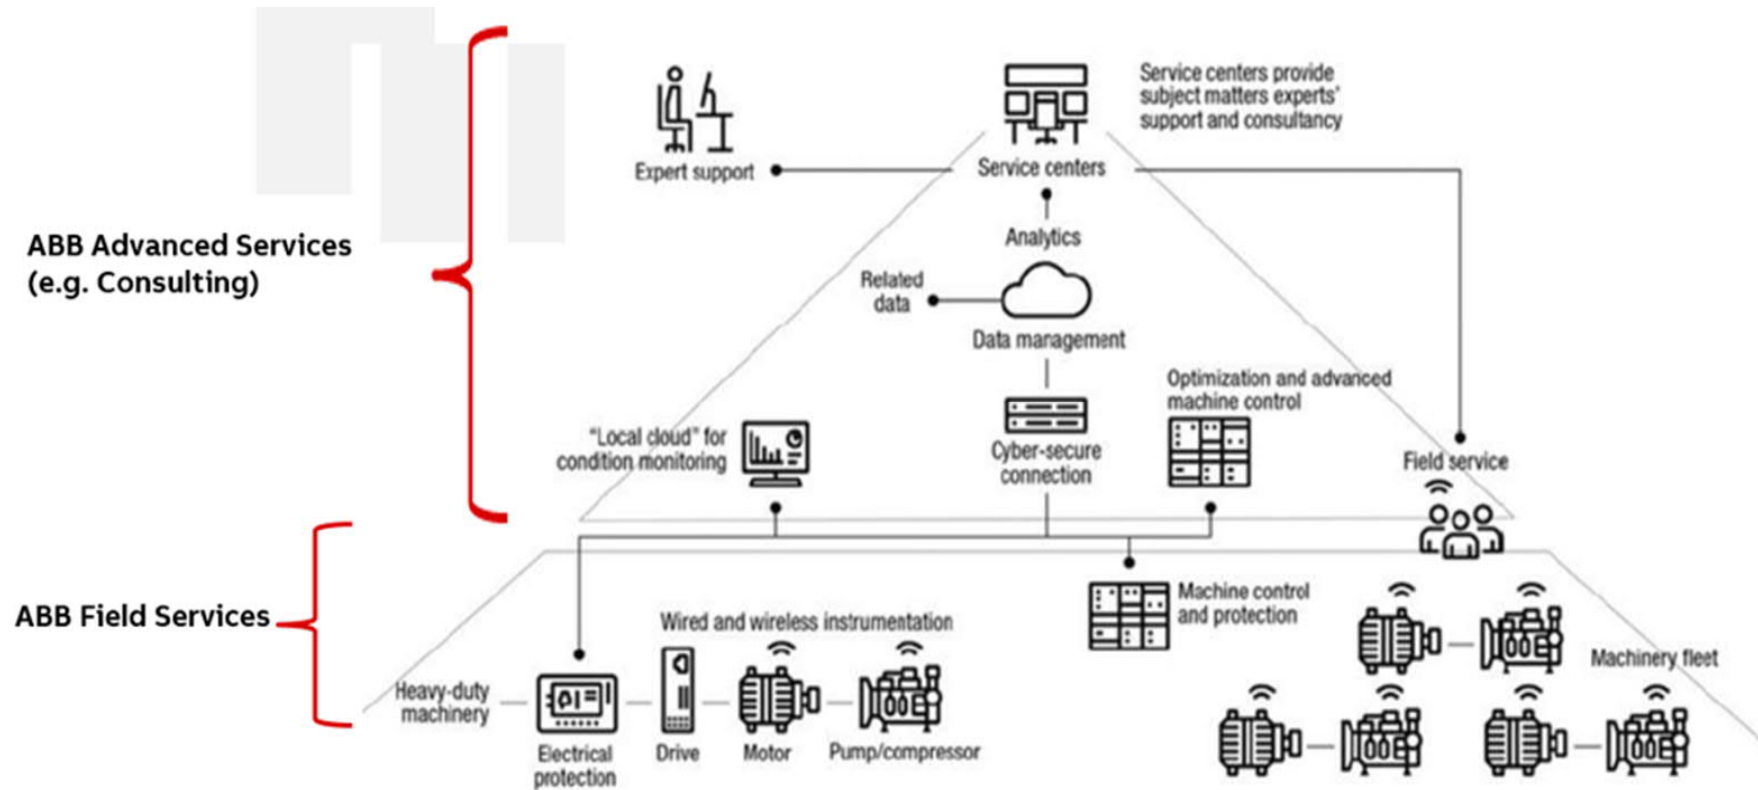 Service centers provide
subject matters experts'
support and consultancy
Expert support
Service centers
Analytics
ABB Advanced Services
(e.g. Consulting)
Related
data
Data management
Optimization and advanced
machine control
"Local cloud" for
condition monitoring
Cyber-secure
connection
Field service
ABB Field Services
Wired and wireless instrumentation
Machine control
and protection
Machinery fleet
Heavy-duty
machinery
Electrical
protection
Drive
Motor
Pump/compressor